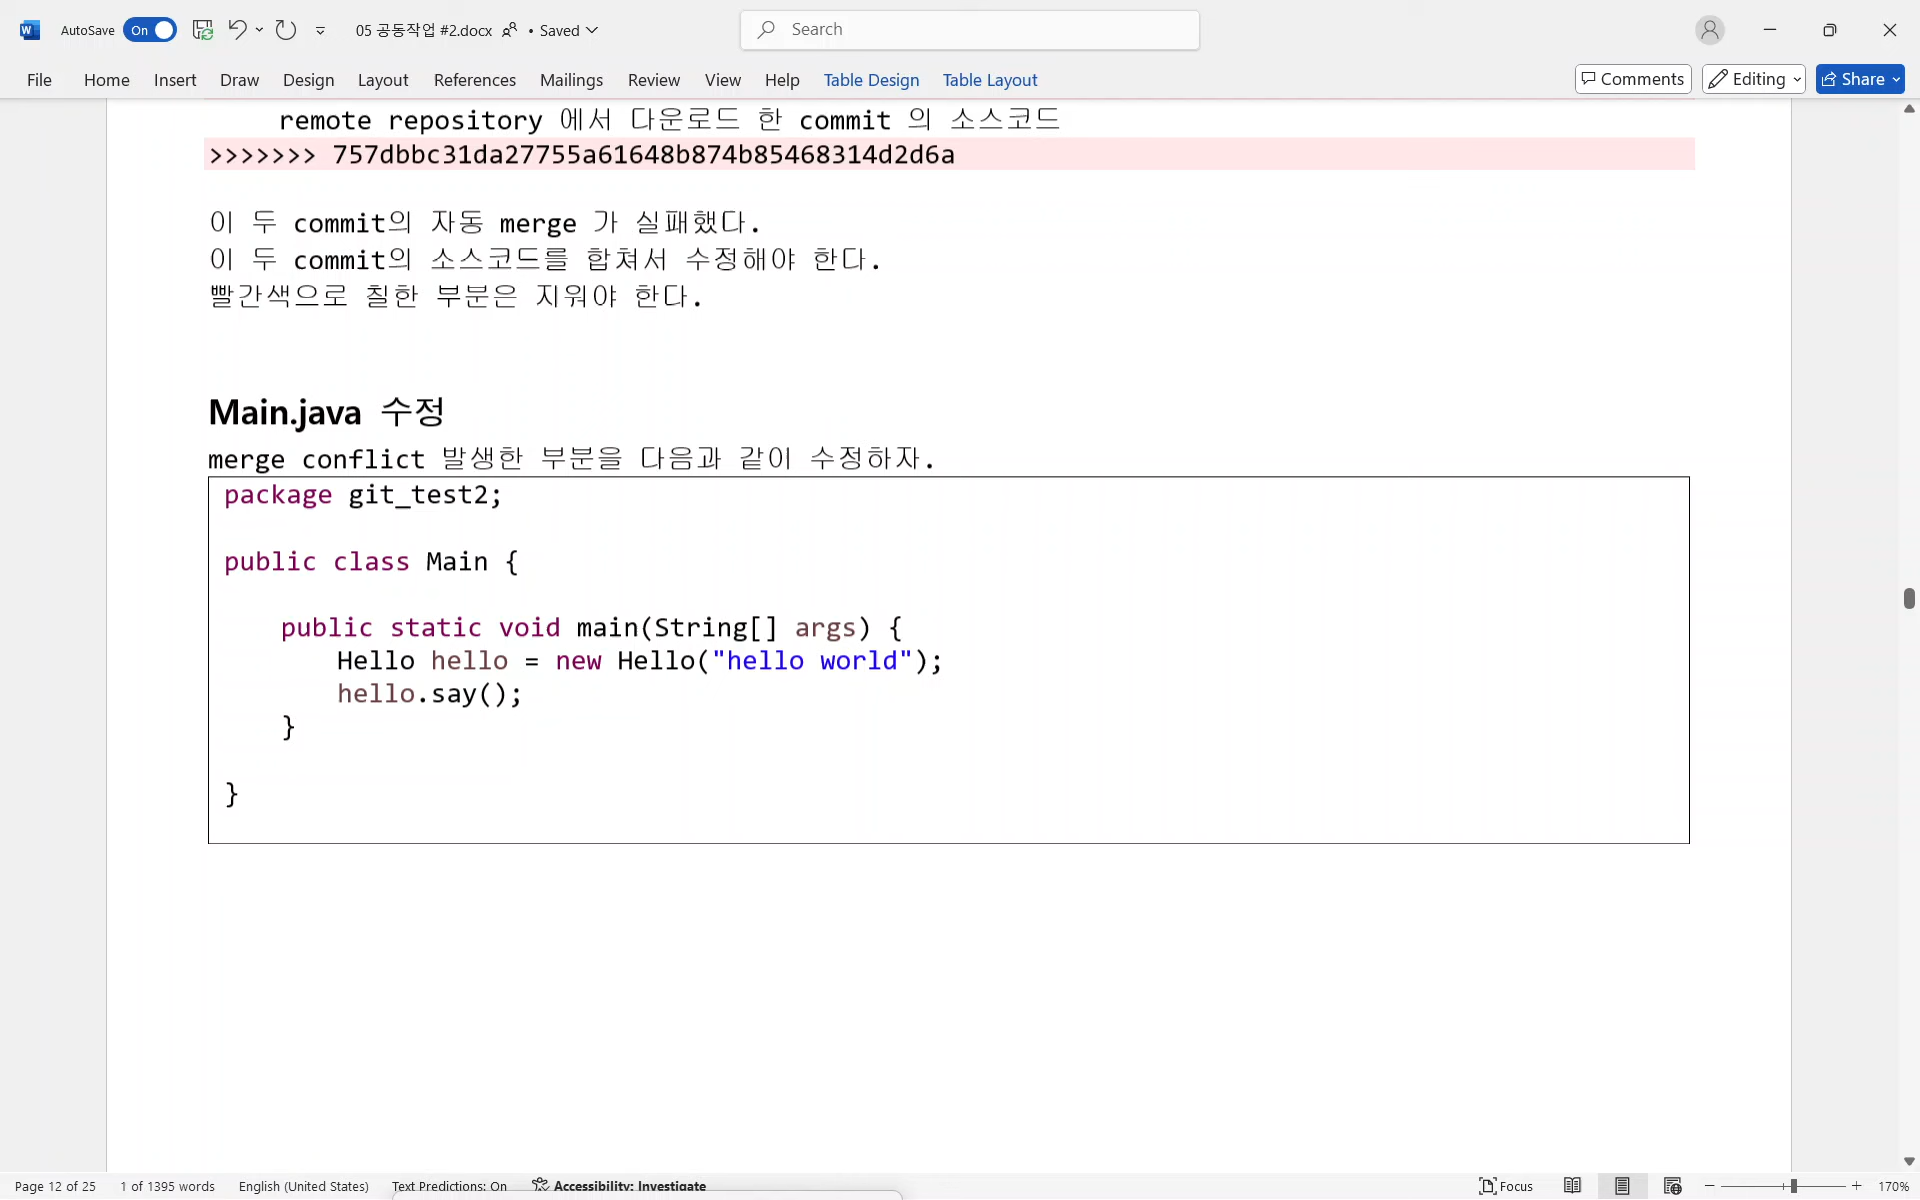 AutoSave On 05 공동작업 #2.docx • Saved Search
File Home Insert Draw Design Layout References Mailings Review View Help Table Design Table Layout Comments Editing Share
remote repository 에서 다운로드 한 commit 의 소스코드
>>>>>>> 757dbbc31da27755a61648b874b85468314d2d6a
이 두 commit의 자동 merge 가 실패했다.
이 두 commit의 소스코드를 합쳐서 수정해야 한다.
빨간색으로 칠한 부분은 지워야 한다.
Main.java 수정
merge conflict 발생한 부분을 다음과 같이 수정하자.
package git_test2;
public class Main {
public static void main(String[] args) {
Hello hello = new Hello("hello world");
hello.say();
}
}
Page 12 of 25 1 of 1395 words English (United States) Text Predictions: On Accessibility: Investigate Focus 170%